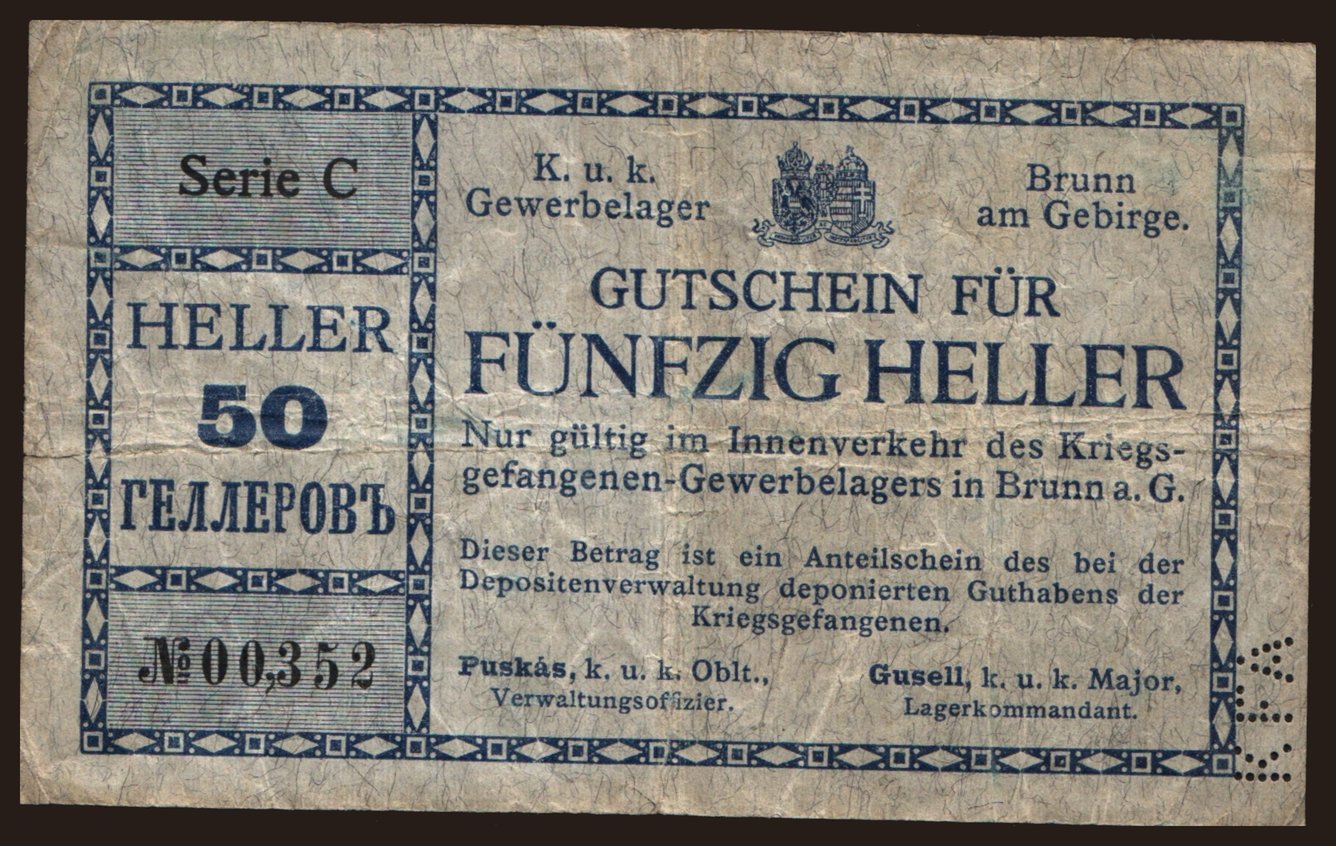 Serie C
HELLER
50
ГЕЛЛЕРОВЪ
№ 00,352
K. u. k.
Gewerbelager
Brunn
am Gebirge.
GUTSCHEIN FÜR
FÜNFZIG HELLER
Nur gültig im Innenverkehr des Kriegs-
gefangenen-Gewerbelagers in Brunn a. G.
Dieser Betrag ist ein Anteilschein des bei der
Depositenverwaltung deponierten Guthabens der
Kriegsgefangenen.
Puskás, k. u. k. Oblt.,
Verwaltungsoffizier.
Gusell, k. u. k. Major,
Lagerkommandant.